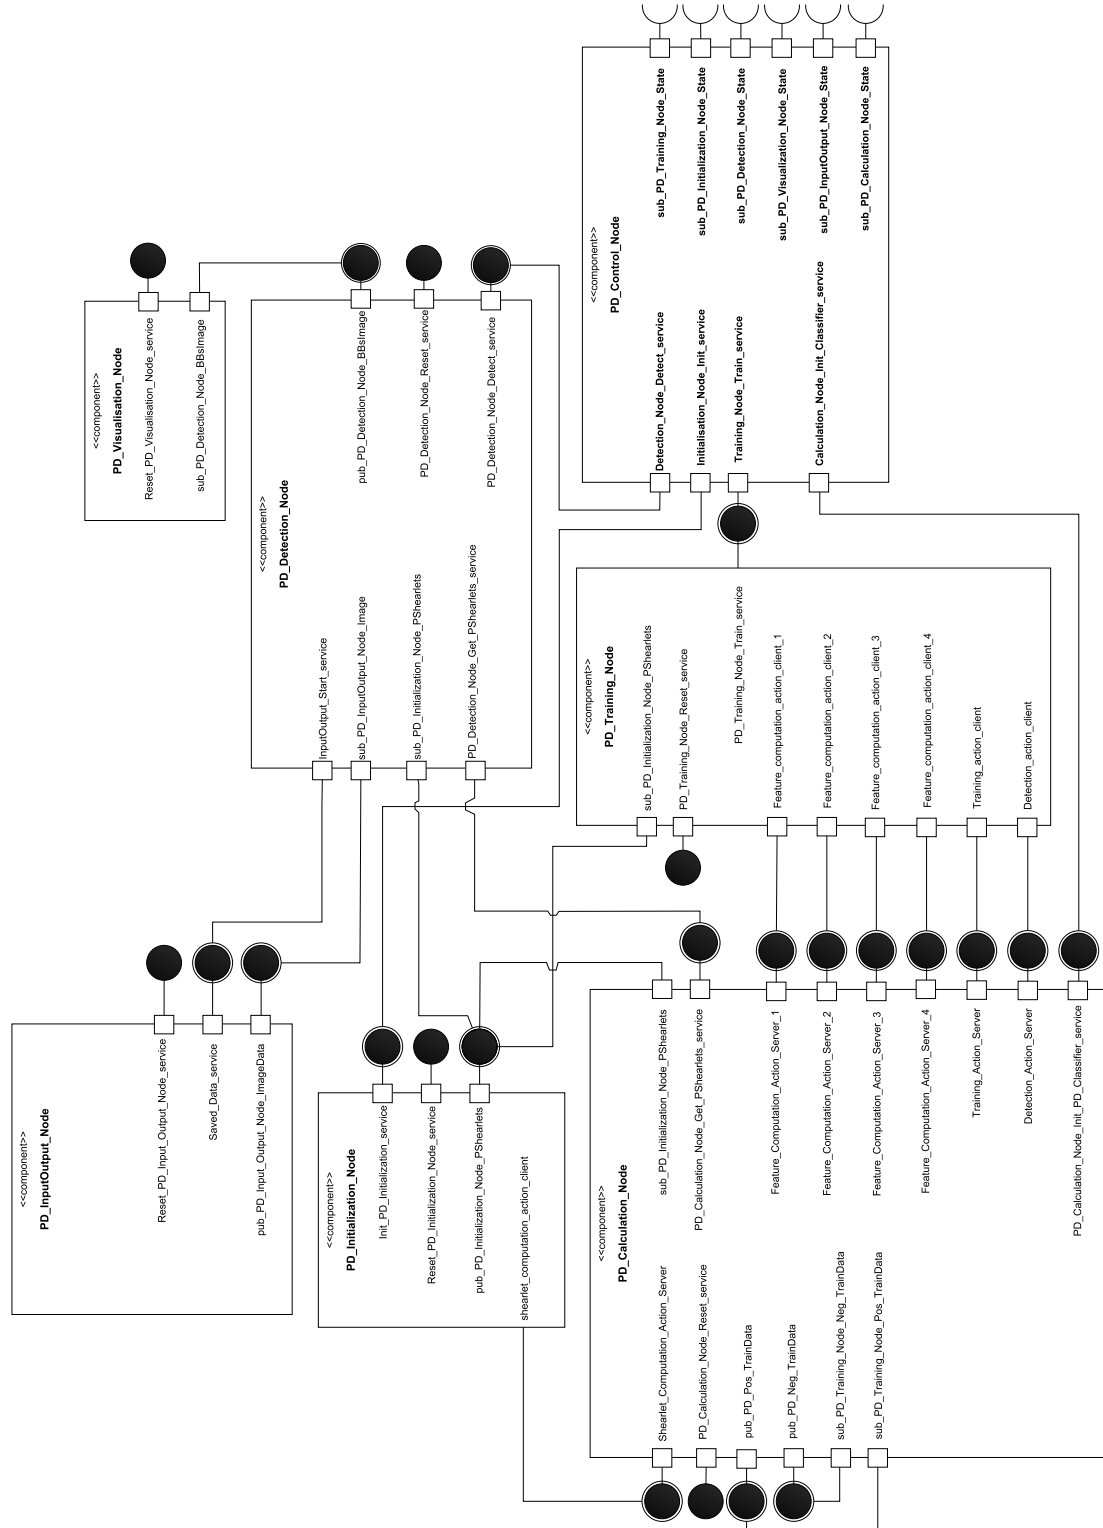 <<component>>
PD_InputOutput_Node
Reset_PD_Input_Output_Node_service
Saved_Data_service
pub_PD_Input_Output_Node_ImageData
<<component>>
PD_Visualisation_Node
Reset_PD_Visualisation_Node_service
sub_PD_Detection_Node_BBsImage
<<component>>
PD_Detection_Node
InputOutput_Start_service
sub_PD_InputOutput_Node_Image
sub_PD_Initialization_Node_PShearlets
PD_Detection_Node_Get_PShearlets_service
pub_PD_Detection_Node_BBsImage
PD_Detection_Node_Reset_service
PD_Detection_Node_Detect_service
<<component>>
PD_Initialization_Node
Init_PD_Initialization_service
Reset_PD_Initialization_Node_service
pub_PD_Initialization_Node_PShearlets
shearlet_computation_action_client
<<component>>
PD_Training_Node
sub_PD_Initialization_Node_PShearlets
PD_Training_Node_Reset_service
PD_Training_Node_Train_service
Feature_computation_action_client_1
Feature_computation_action_client_2
Feature_computation_action_client_3
Feature_computation_action_client_4
Training_action_client
Detection_action_client
<<component>>
PD_Control_Node
Detection_Node_Detect_service
Initialisation_Node_Init_service
Training_Node_Train_service
Calculation_Node_Init_Classifier_service
sub_PD_Training_Node_State
sub_PD_Initialization_Node_State
sub_PD_Detection_Node_State
sub_PD_Visualization_Node_State
sub_PD_InputOutput_Node_State
sub_PD_Calculation_Node_State
<<component>>
PD_Calculation_Node
Shearlet_Computation_Action_Server
PD_Calculation_Node_Reset_service
pub_PD_Pos_TrainData
pub_PD_Neg_TrainData
sub_PD_Training_Node_Neg_TrainData
sub_PD_Training_Node_Pos_TrainData
sub_PD_Initialization_Node_PShearlets
PD_Calculation_Node_Get_PShearlets_service
Feature_Computation_Action_Server_1
Feature_Computation_Action_Server_2
Feature_Computation_Action_Server_3
Feature_Computation_Action_Server_4
Training_Action_Server
Detection_Action_Server
PD_Calculation_Node_Init_PD_Classifier_service